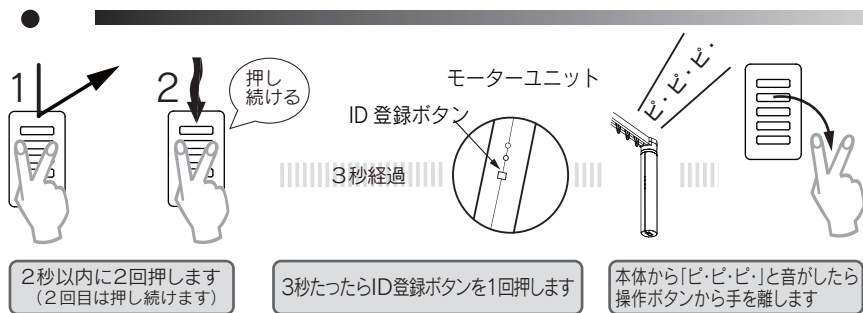 1
2
押し
続ける
モーターユニット
ID 登録ボタン
3秒経過
ピ・ピ・ピ・
2秒以内に2回押します
(2回目は押し続けます)
3秒たったらID登録ボタンを1回押します
本体から「ピ・ピ・ピ・」と音がしたら
操作ボタンから手を離します